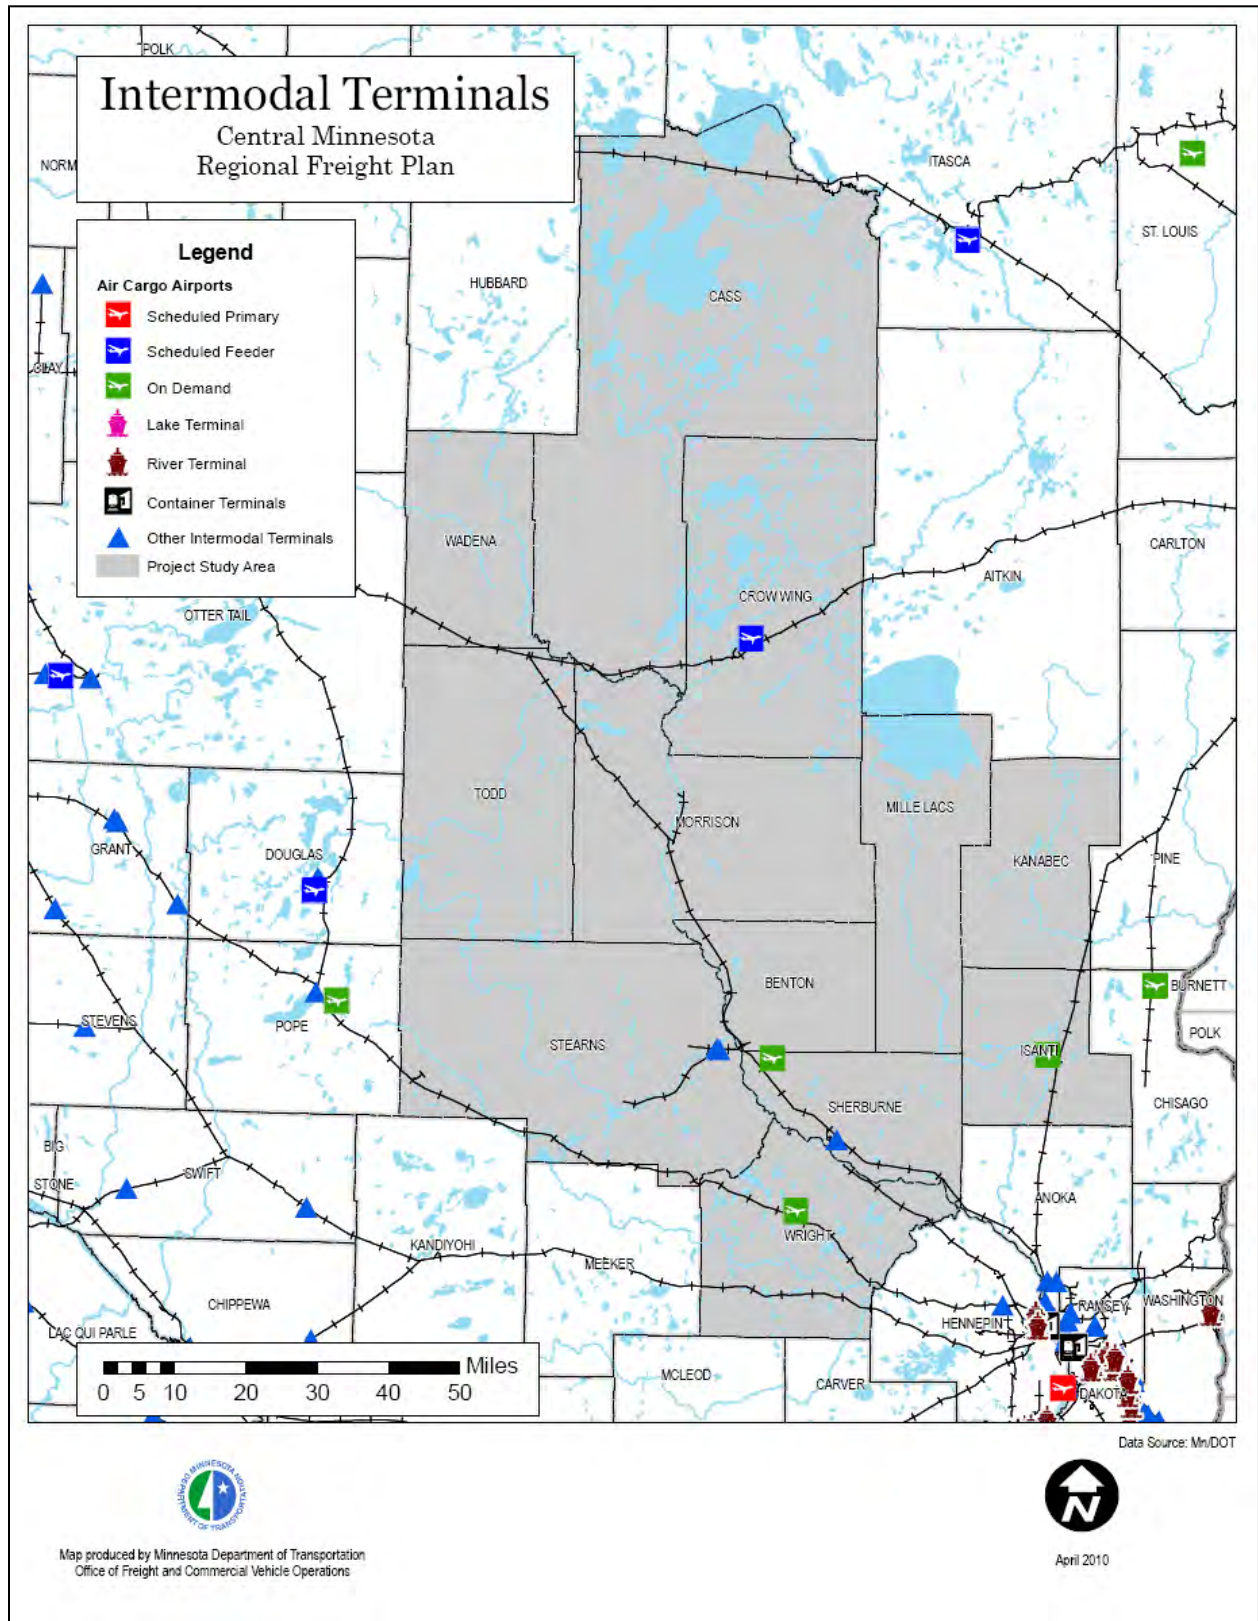 POLK
Intermodal Terminals
Central Minnesota
Regional Freight Plan
NORM
ITASCA
ST. LOUIS
Legend
Air Cargo Airports
Scheduled Primary
Scheduled Feeder
On Demand
Lake Terminal
River Terminal
Container Terminals
Other Intermodal Terminals
Project Study Area
HUBBARD
CASS
CLAY
WADENA
CARLTON
AITKIN
CROW WING
OTTER TAIL
TODD
MILLE LACS
MORRISON
GRANT
DOUGLAS
KANABEC
PINE
BENTON
BURNETT
STEVENS
POPE
POLK
STEARNS
ISANTI
CHISAGO
SHERBURNE
BIG
STONE
SWIFT
ANOKA
WRIGHT
KANDIYOHI
MEEKER
CHIPPEWA
RAMSEY
WASHINGTON
HENNEPIN
LAC QUI PARLE
Miles
0 5 10 20 30 40 50
MCLEOD
CARVER
DAKOTA
Data Source: Mn/DOT
MINNESOTA
DEPARTMENT OF TRANSPORTATION
N
Map produced by Minnesota Department of Transportation
Office of Freight and Commercial Vehicle Operations
April 2010